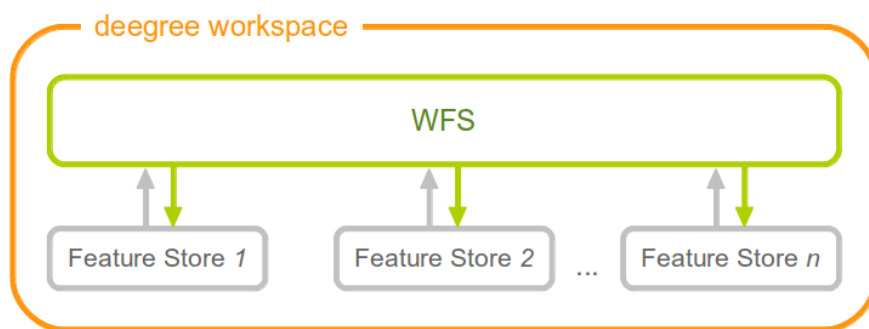 deegree workspace
WFS
Feature Store 1
Feature Store 2
...
Feature Store n